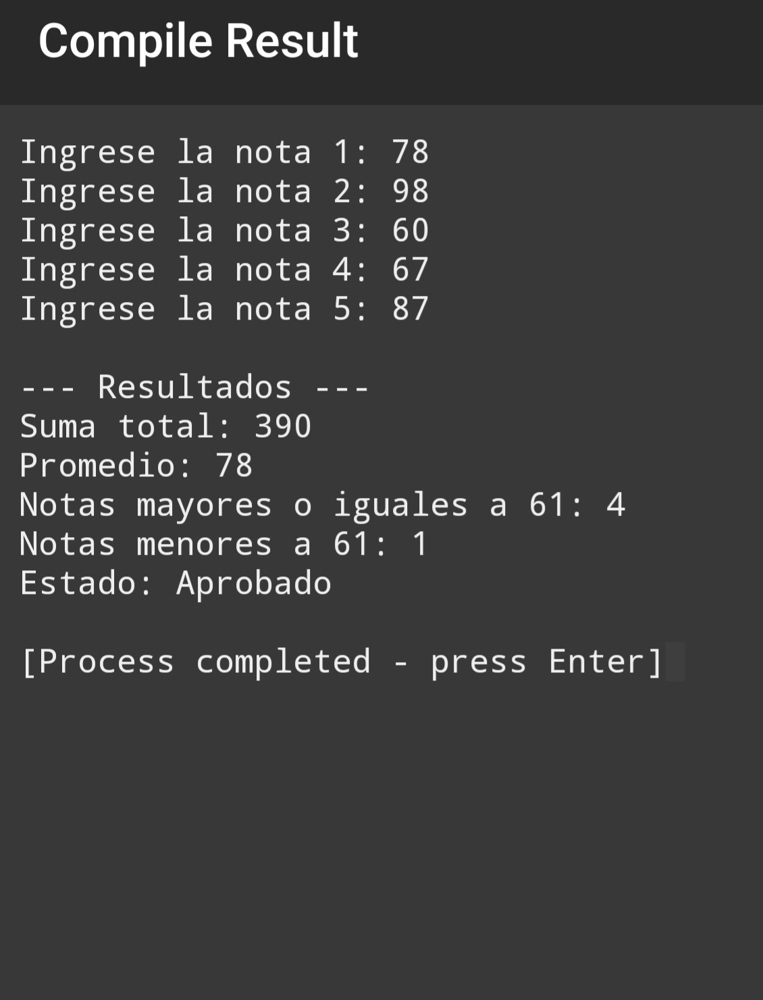 Compile Result
Ingrese la nota 1: 78
Ingrese la nota 2: 98
Ingrese la nota 3: 60
Ingrese la nota 4: 67
Ingrese la nota 5: 87
--- Resultados ---
Suma total: 390
Promedio: 78
Notas mayores o iguales a 61: 4
Notas menores a 61: 1
Estado: Aprobado
[Process completed - press Enter]